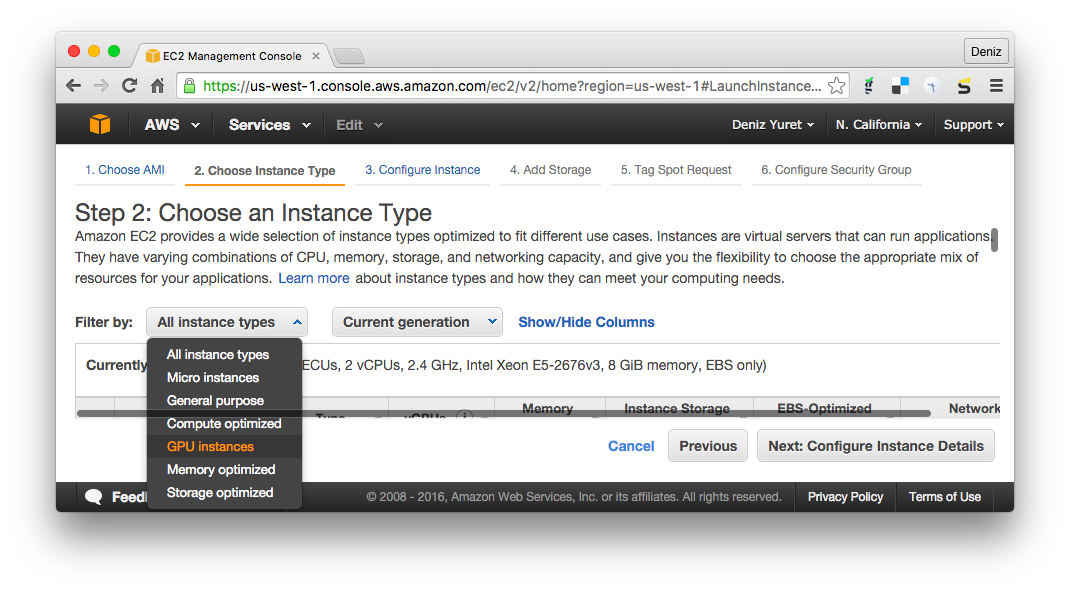 EC2 Management Console
Deniz
https://us-west-1.console.aws.amazon.com/ec2/v2/home?region=us-west-1#LaunchInstance...
AWS Services Edit Deniz Yuret N. California Support
1. Choose AMI 2. Choose Instance Type 3. Configure Instance 4. Add Storage 5. Tag Spot Request 6. Configure Security Group
Step 2: Choose an Instance Type
Amazon EC2 provides a wide selection of instance types optimized to fit different use cases. Instances are virtual servers that can run applications.
They have varying combinations of CPU, memory, storage, and networking capacity, and give you the flexibility to choose the appropriate mix of
resources for your applications. Learn more about instance types and how they can meet your computing needs.
Filter by: All instance types Current generation Show/Hide Columns
All instance types
Micro instances
General purpose
Compute optimized
GPU instances
Memory optimized
Storage optimized
Currently ECUs, 2 vCPUs, 2.4 GHz, Intel Xeon E5-2676v3, 8 GiB memory, EBS only)
Type vCPUs Memory Instance Storage EBS-Optimized Network
Cancel Previous Next: Configure Instance Details
Feedb © 2008 - 2016, Amazon Web Services, Inc. or its affiliates. All rights reserved. Privacy Policy Terms of Use